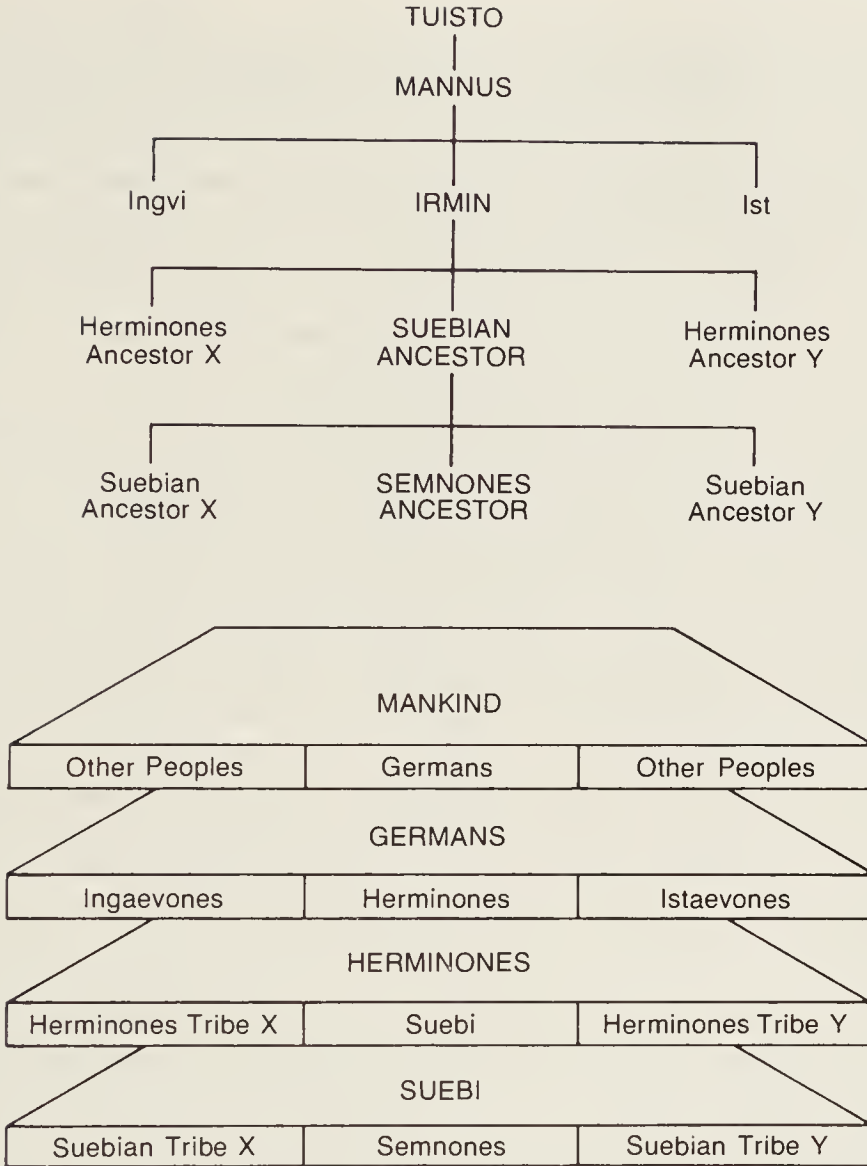 TUISTO
MANNUS
Ingvi IRMIN Ist
Herminones SUEBIAN Herminones
Ancestor X ANCESTOR Ancestor Y
Suebian SEMNONES Suebian
Ancestor X ANCESTOR Ancestor Y
MANKIND
Other Peoples Germans Other Peoples
GERMANS
Ingaevones Herminones Istaevones
HERMINONES
Herminones Tribe X Suebi Herminones Tribe Y
SUEBI
Suebian Tribe X Semnones Suebian Tribe Y